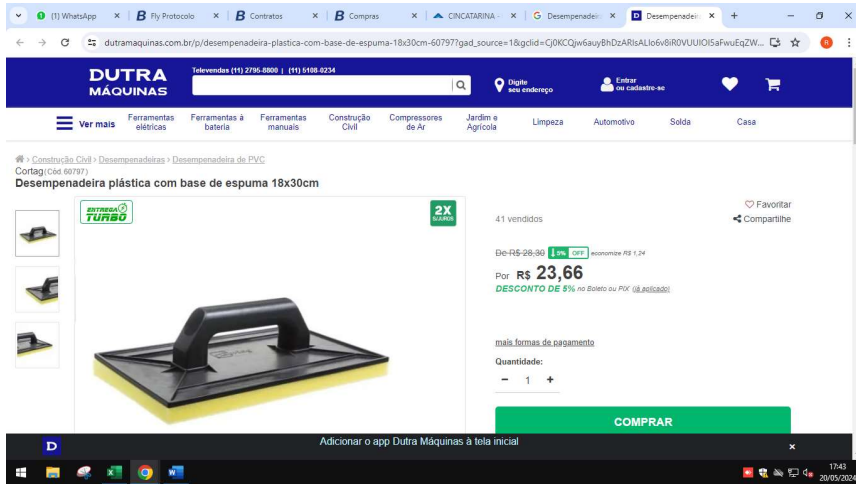 (1) WhatsApp
Fly Protocolo
Contratos
Compras
CINCATARINA -
Desempenadeir
Desempenadeir
dutramaquinas.com.br/p/desempenadeira-plastica-com-base-de-espuma-18x30cm-60797?gad_source=1&gclid=Cj0KCQjw6auyBhDzARIsALIo6v8iR0VUUIOI5aFwuEqZW...
R
DUTRA
MÁQUINAS
Televendas (11) 2795-8800 | (11) 5108-0234
Digite
seu endereço
Entrar
ou cadastre-se
Ver mais
Ferramentas
elétricas
Ferramentas à
bateria
Ferramentas
manuais
Construção
Civil
Compressores
de Ar
Jardim e
Agrícola
Limpeza
Automotivo
Solda
Casa
Construção Civil › Desempenadeiras › Desempenadeira de PVC
Cortag (Cód. 60797)
Desempenadeira plástica com base de espuma 18x30cm
ENTREGA
TURBO
2X
S/JUROS
41 vendidos
Favoritar
Compartilhe
De R$ 28,30 5% OFF economize R$ 1,24
Por R$ 23,66
DESCONTO DE 5% no Boleto ou PIX (já aplicado)
mais formas de pagamento
Quantidade:
- 1 +
COMPRAR
D
Adicionar o app Dutra Máquinas à tela inicial
×
17:43
20/05/2024